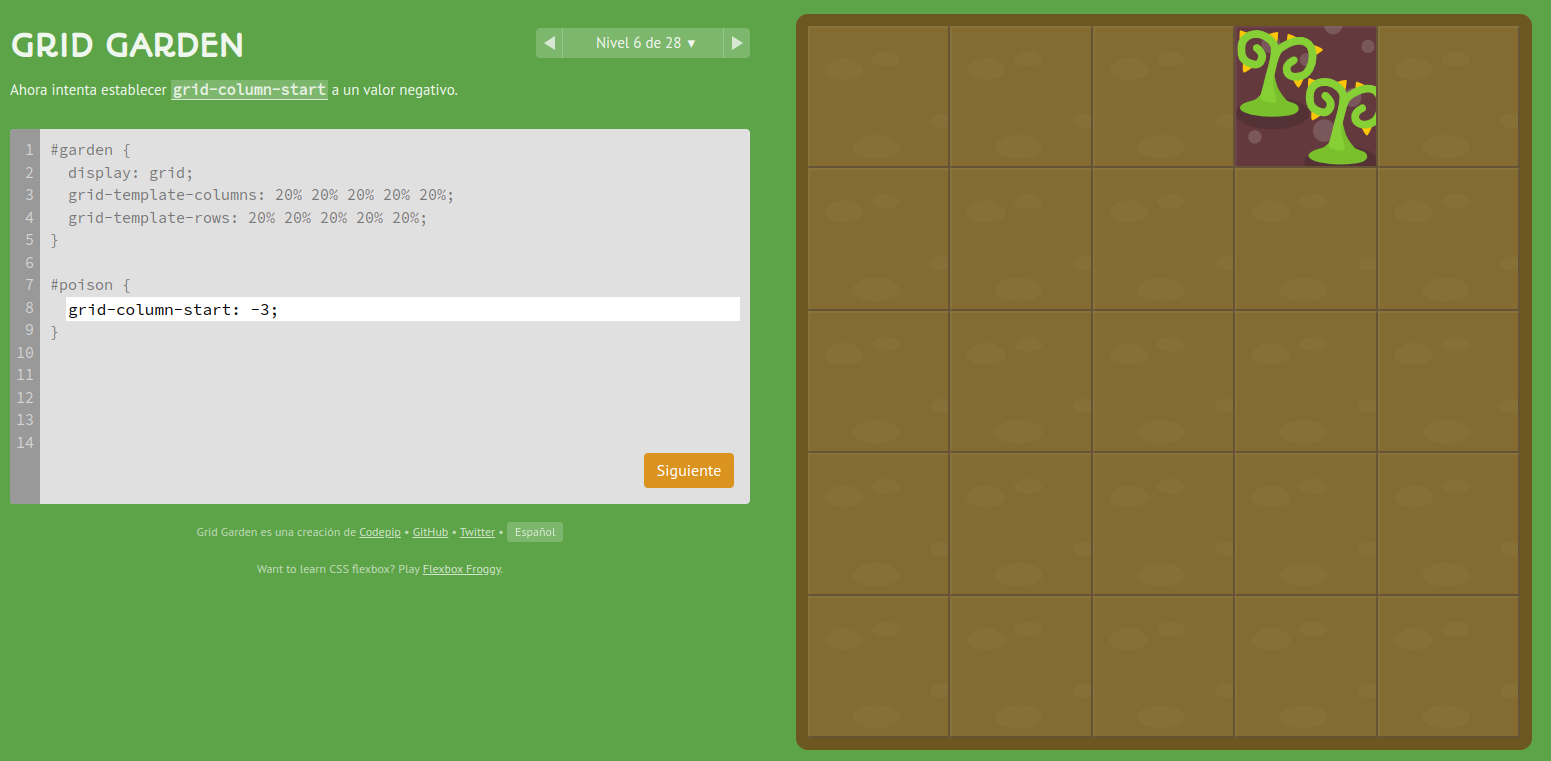 GRID GARDEN
◀ Nivel 6 de 28 ▾ ▶
Ahora intenta establecer grid-column-start a un valor negativo.
1 #garden {
2 display: grid;
3 grid-template-columns: 20% 20% 20% 20% 20%;
4 grid-template-rows: 20% 20% 20% 20% 20%;
5 }
6
7 #poison {
8 grid-column-start: -3;
9 }
10
11
12
13
14
Siguiente
Grid Garden es una creación de Codepip • GitHub • Twitter • Español
Want to learn CSS flexbox? Play Flexbox Froggy.